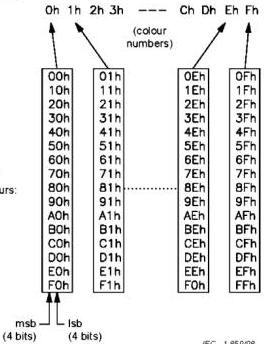 0h 1h 2h 3h --- Ch Dh Eh Fh
(colour
numbers)
00h 01h 0Eh 0Fh
10h 11h 1Eh 1Fh
20h 21h 2Eh 2Fh
30h 31h 3Eh 3Fh
40h 41h 4Eh 4Fh
50h 51h 5Eh 5Fh
60h 61h 6Eh 6Fh
70h 71h 7Eh 7Fh
urs: 80h 81h 8Eh 8Fh
90h 91h 9Eh 9Fh
A0h A1h AEh AFh
B0h B1h BEh BFh
C0h C1h CEh CFh
D0h D1h DEh DFh
E0h E1h EEh EFh
F0h F1h F0h FFh
msb lsb
(4 bits) (4 bits)
IEC 1 859/98